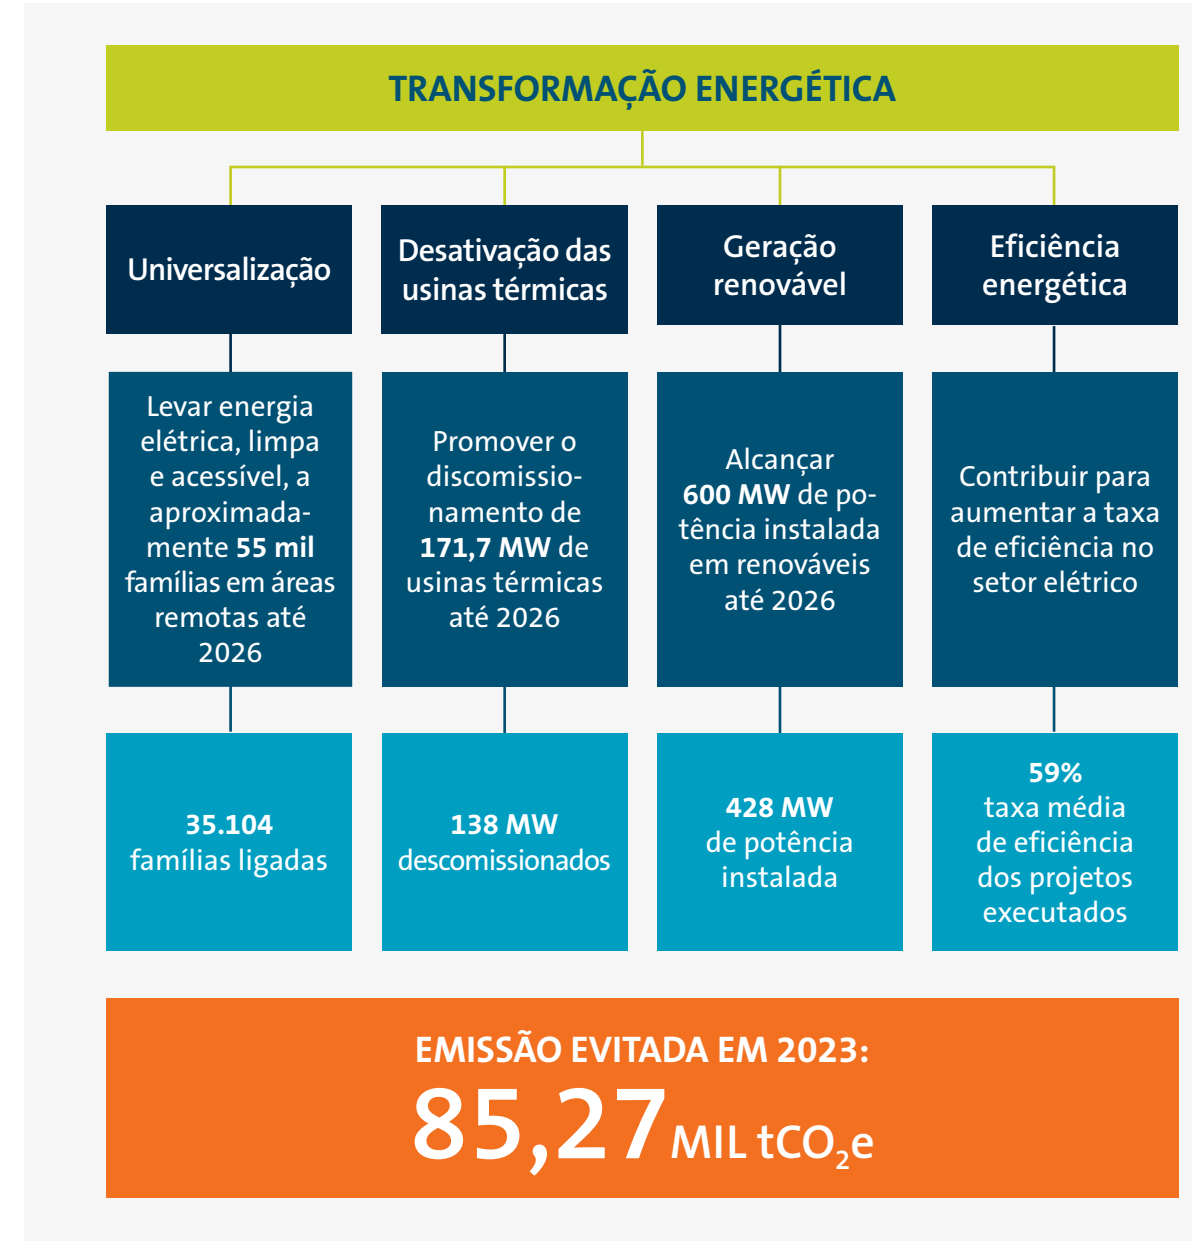 TRANSFORMAÇÃO ENERGÉTICA
Universalização
Levar energia
elétrica, limpa
e acessível, a
aproximada-
mente 55 mil
famílias em áreas
remotas até
2026
35.104
famílias ligadas
Desativação das
usinas térmicas
Promover o
discomissio-
namento de
171,7 MW de
usinas térmicas
até 2026
138 MW
descomissionados
Geração
renovável
Alcançar
600 MW de po-
tência instalada
em renováveis
até 2026
428 MW
de potência
instalada
Eficiência
energética
Contribuir para
aumentar a taxa
de eficiência no
setor elétrico
59%
taxa média
de eficiência
dos projetos
executados
EMISSÃO EVITADA EM 2023:
85,27 MIL tCO₂e